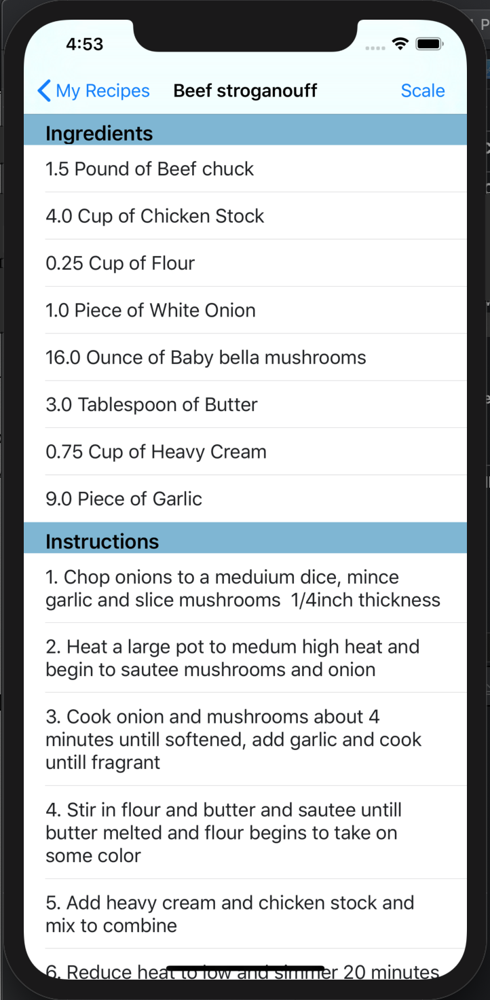 4:53
My Recipes Beef stroganouff Scale
Ingredients
1.5 Pound of Beef chuck
4.0 Cup of Chicken Stock
0.25 Cup of Flour
1.0 Piece of White Onion
16.0 Ounce of Baby bella mushrooms
3.0 Tablespoon of Butter
0.75 Cup of Heavy Cream
9.0 Piece of Garlic
Instructions
1. Chop onions to a meduium dice, mince
garlic and slice mushrooms  1/4inch thickness
2. Heat a large pot to medum high heat and
begin to sautee mushrooms and onion
3. Cook onion and mushrooms about 4
minutes untill softened, add garlic and cook
untill fragrant
4. Stir in flour and butter and sautee untill
butter melted and flour begins to take on
some color
5. Add heavy cream and chicken stock and
mix to combine
6. Reduce heat to low and simmer 20 minutes